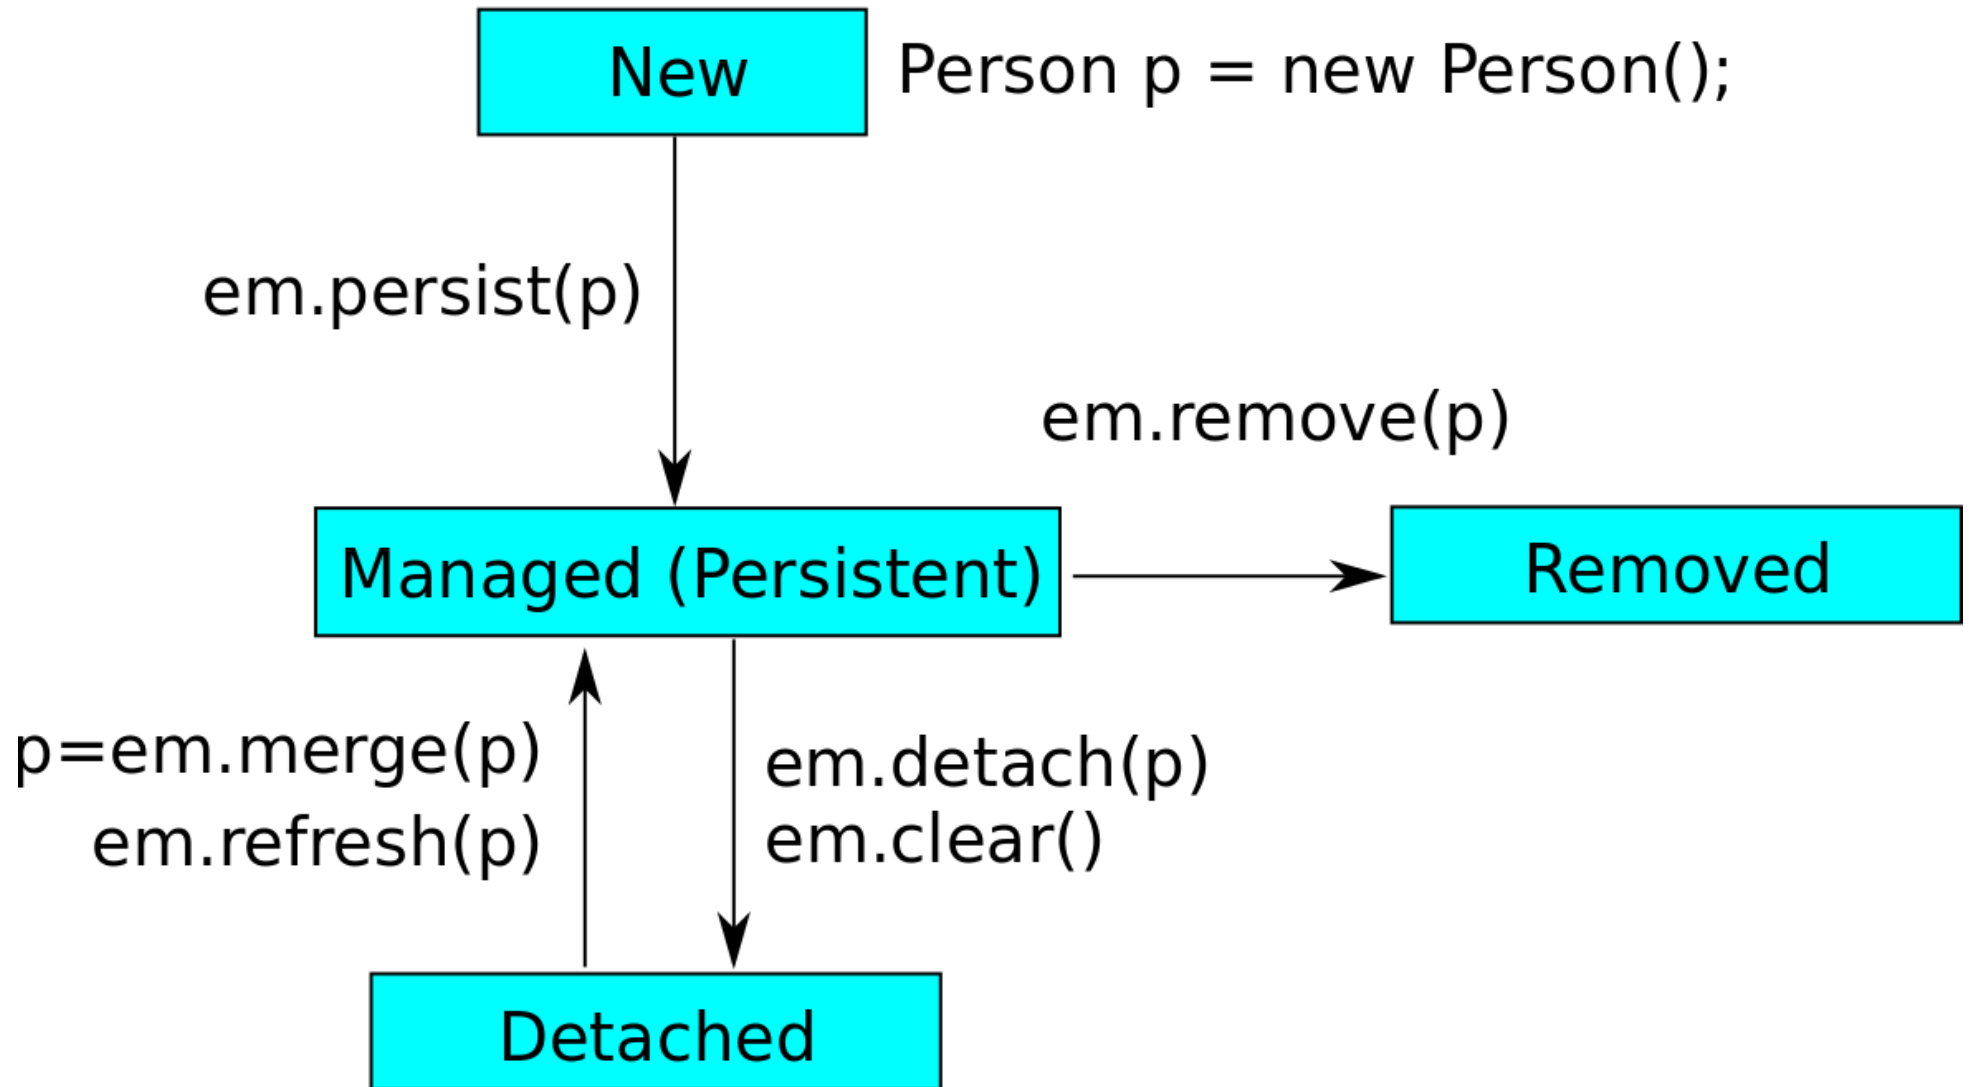 New
Person p = new Person();
em.persist(p)
em.remove(p)
Managed (Persistent)
Removed
p=em.merge(p)
em.refresh(p)
em.detach(p)
em.clear()
Detached